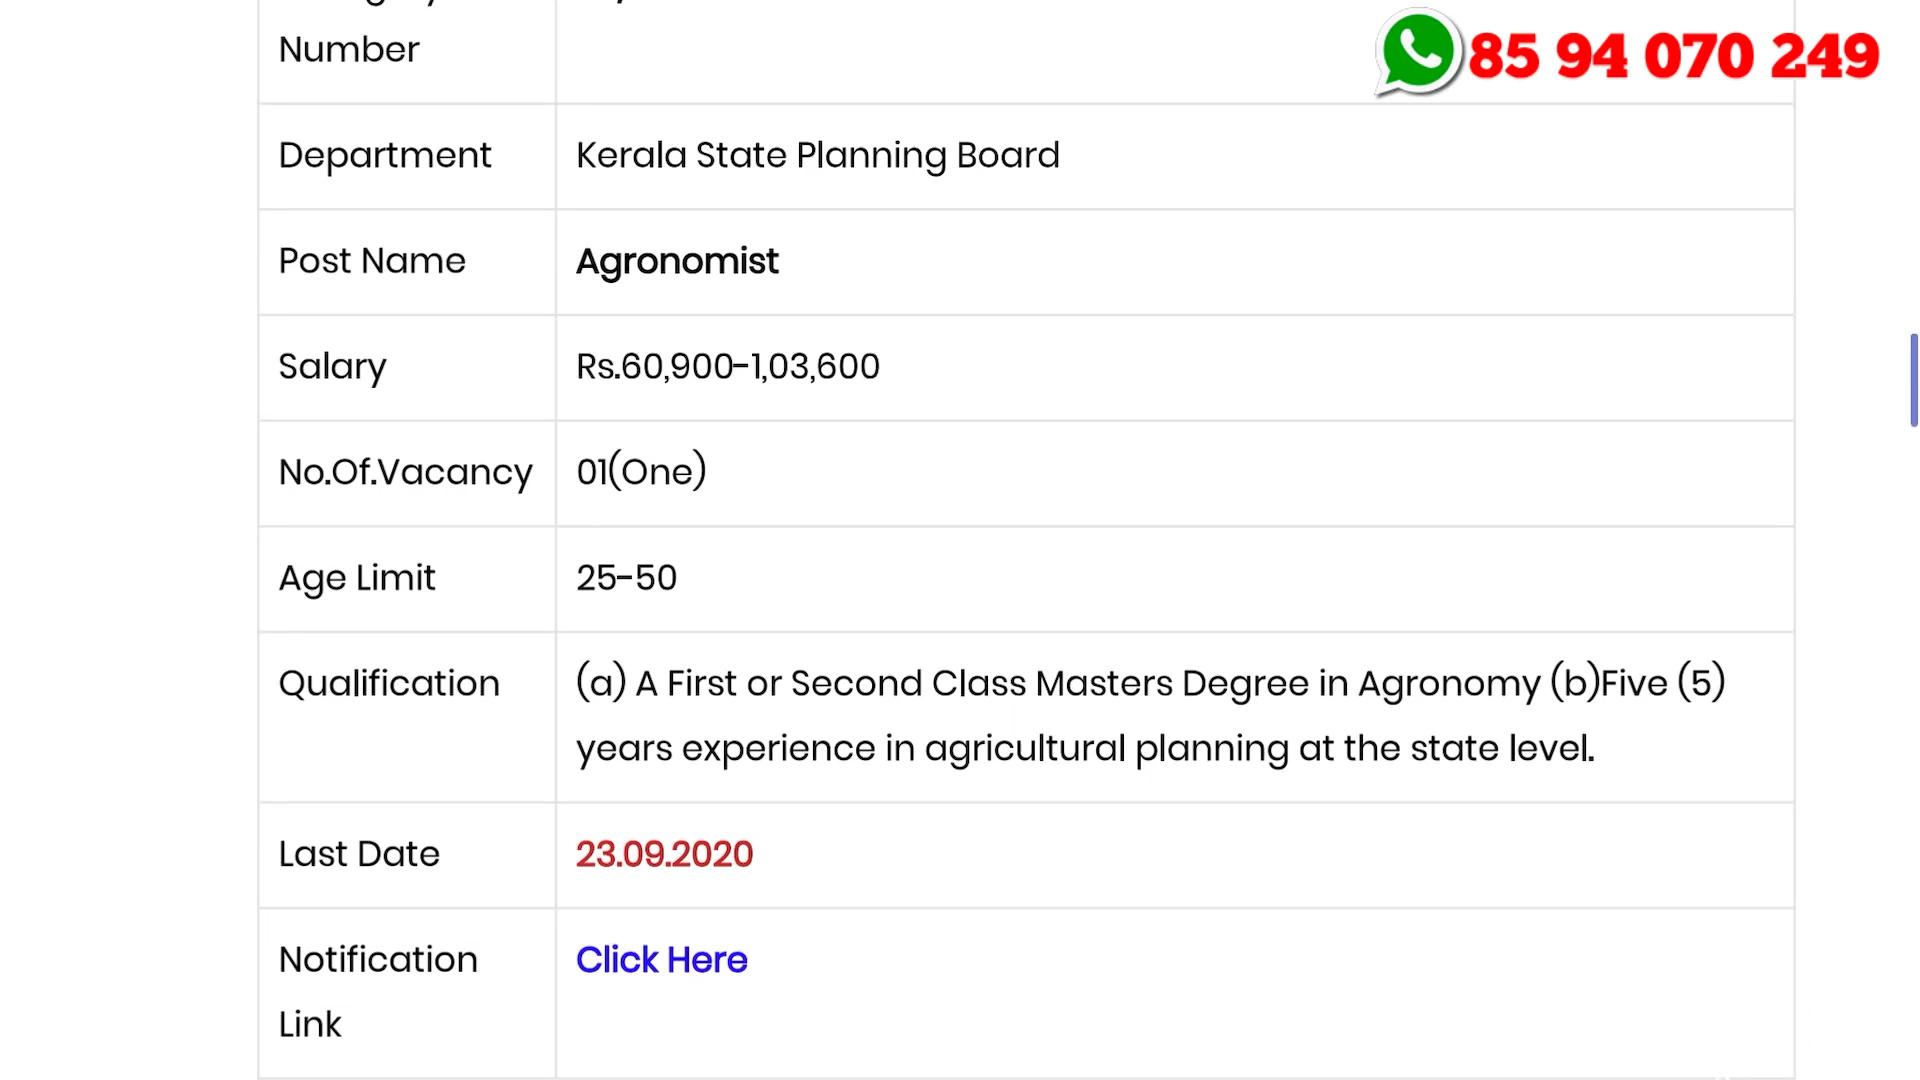 Number
85 94 070 249
Department Kerala State Planning Board
Post Name Agronomist
Salary Rs.60,900-1,03,600
No.Of.Vacancy 01(One)
Age Limit 25-50
Qualification (a) A First or Second Class Masters Degree in Agronomy (b)Five (5)
years experience in agricultural planning at the state level.
Last Date 23.09.2020
Notification Click Here
Link